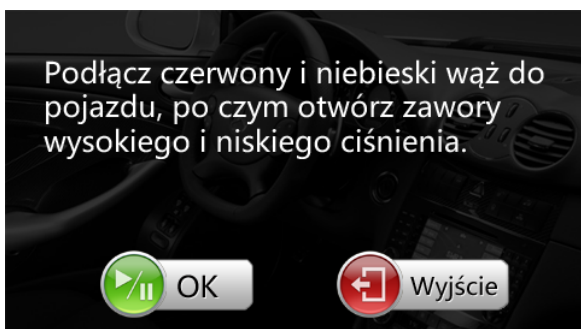 Podłącz czerwony i niebieski wąż do
pojazdu, po czym otwórz zawory
wysokiego i niskiego ciśnienia.
OK
Wyjście